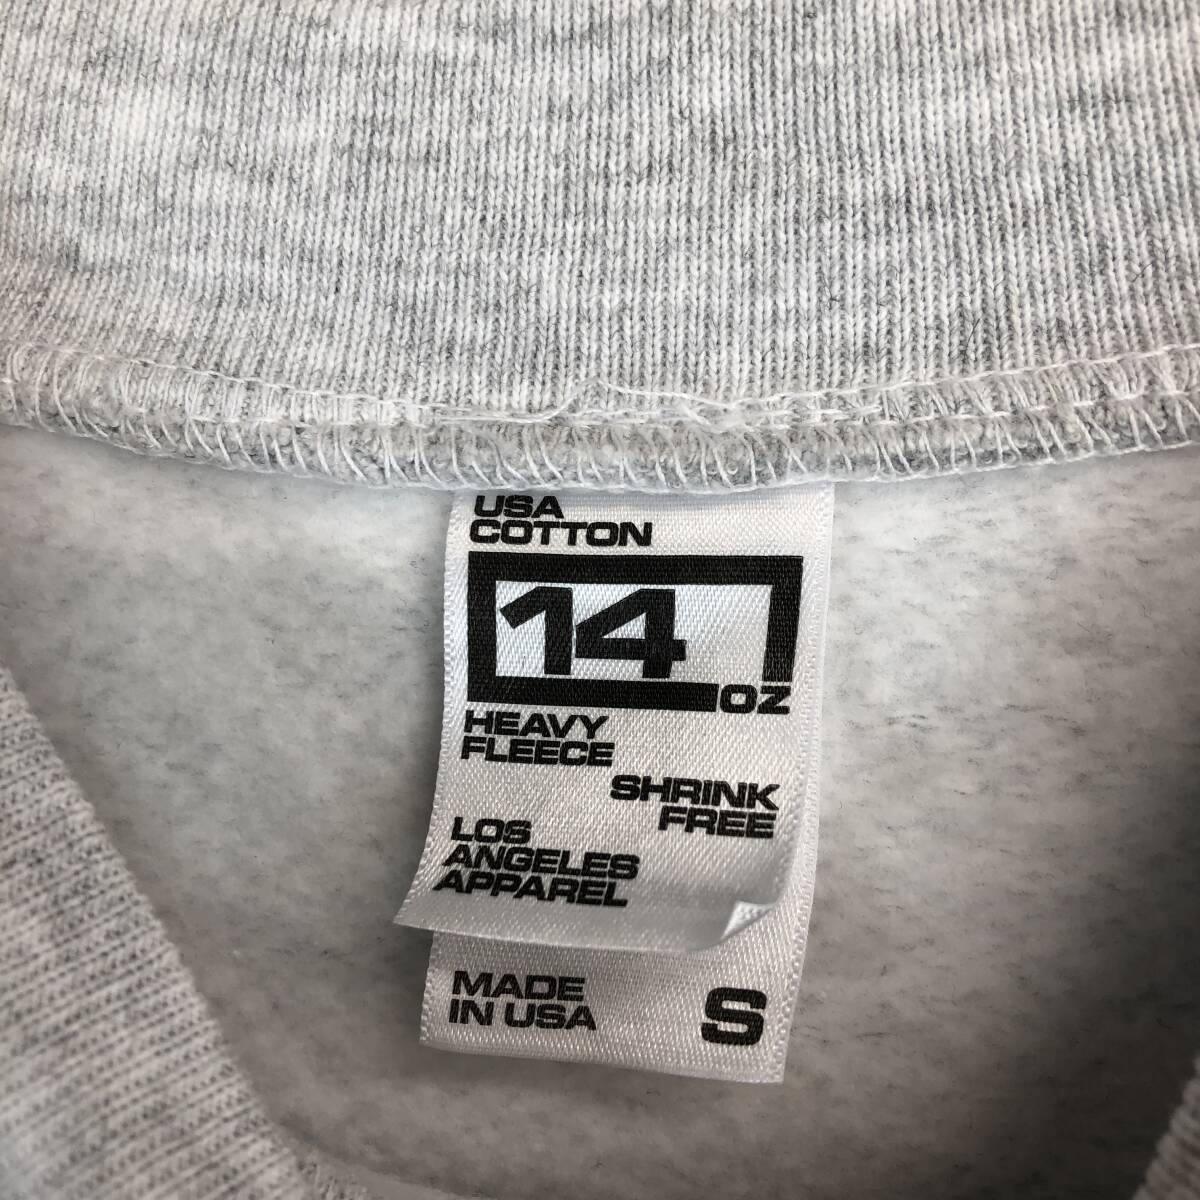 USA
COTTON
14
OZ
HEAVY
FLEECE
SHRINK
FREE
LOS
ANGELES
APPAREL
MADE
IN USA
S